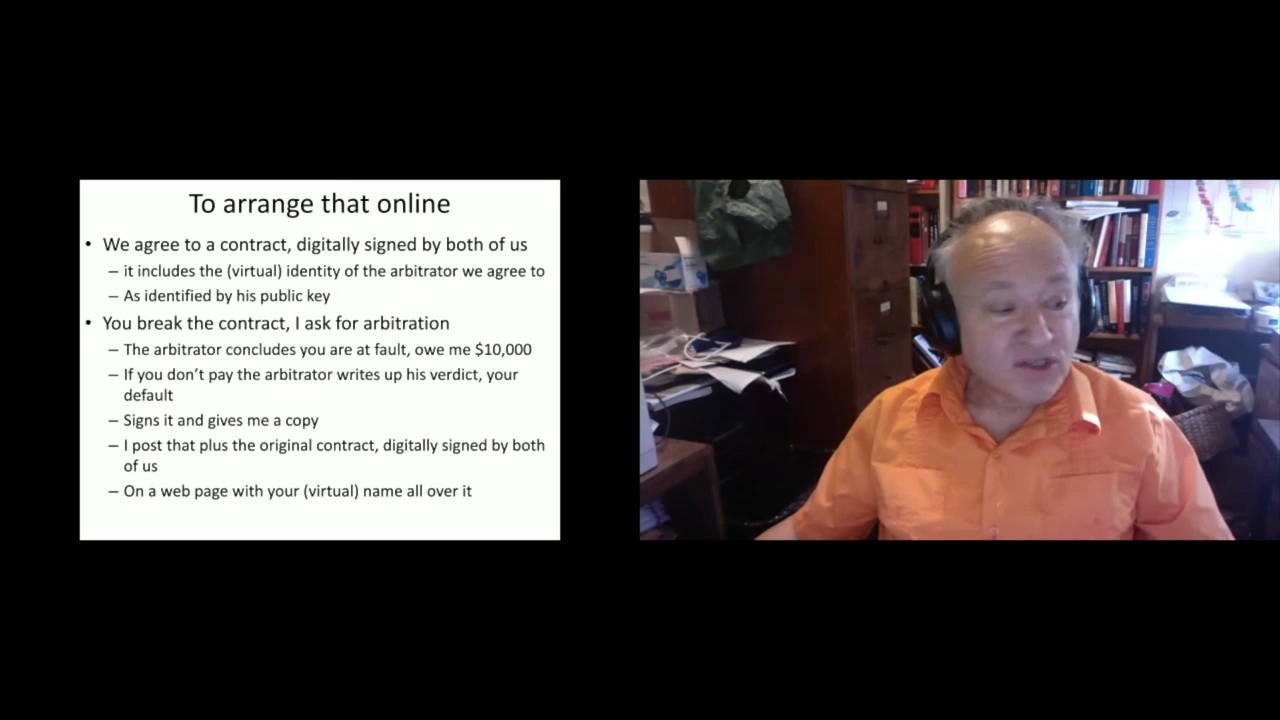 To arrange that online
• We agree to a contract, digitally signed by both of us
– it includes the (virtual) identity of the arbitrator we agree to
– As identified by his public key
• You break the contract, I ask for arbitration
– The arbitrator concludes you are at fault, owe me $10,000
– If you don’t pay the arbitrator writes up his verdict, your
default
– Signs it and gives me a copy
– I post that plus the original contract, digitally signed by both
of us
– On a web page with your (virtual) name all over it